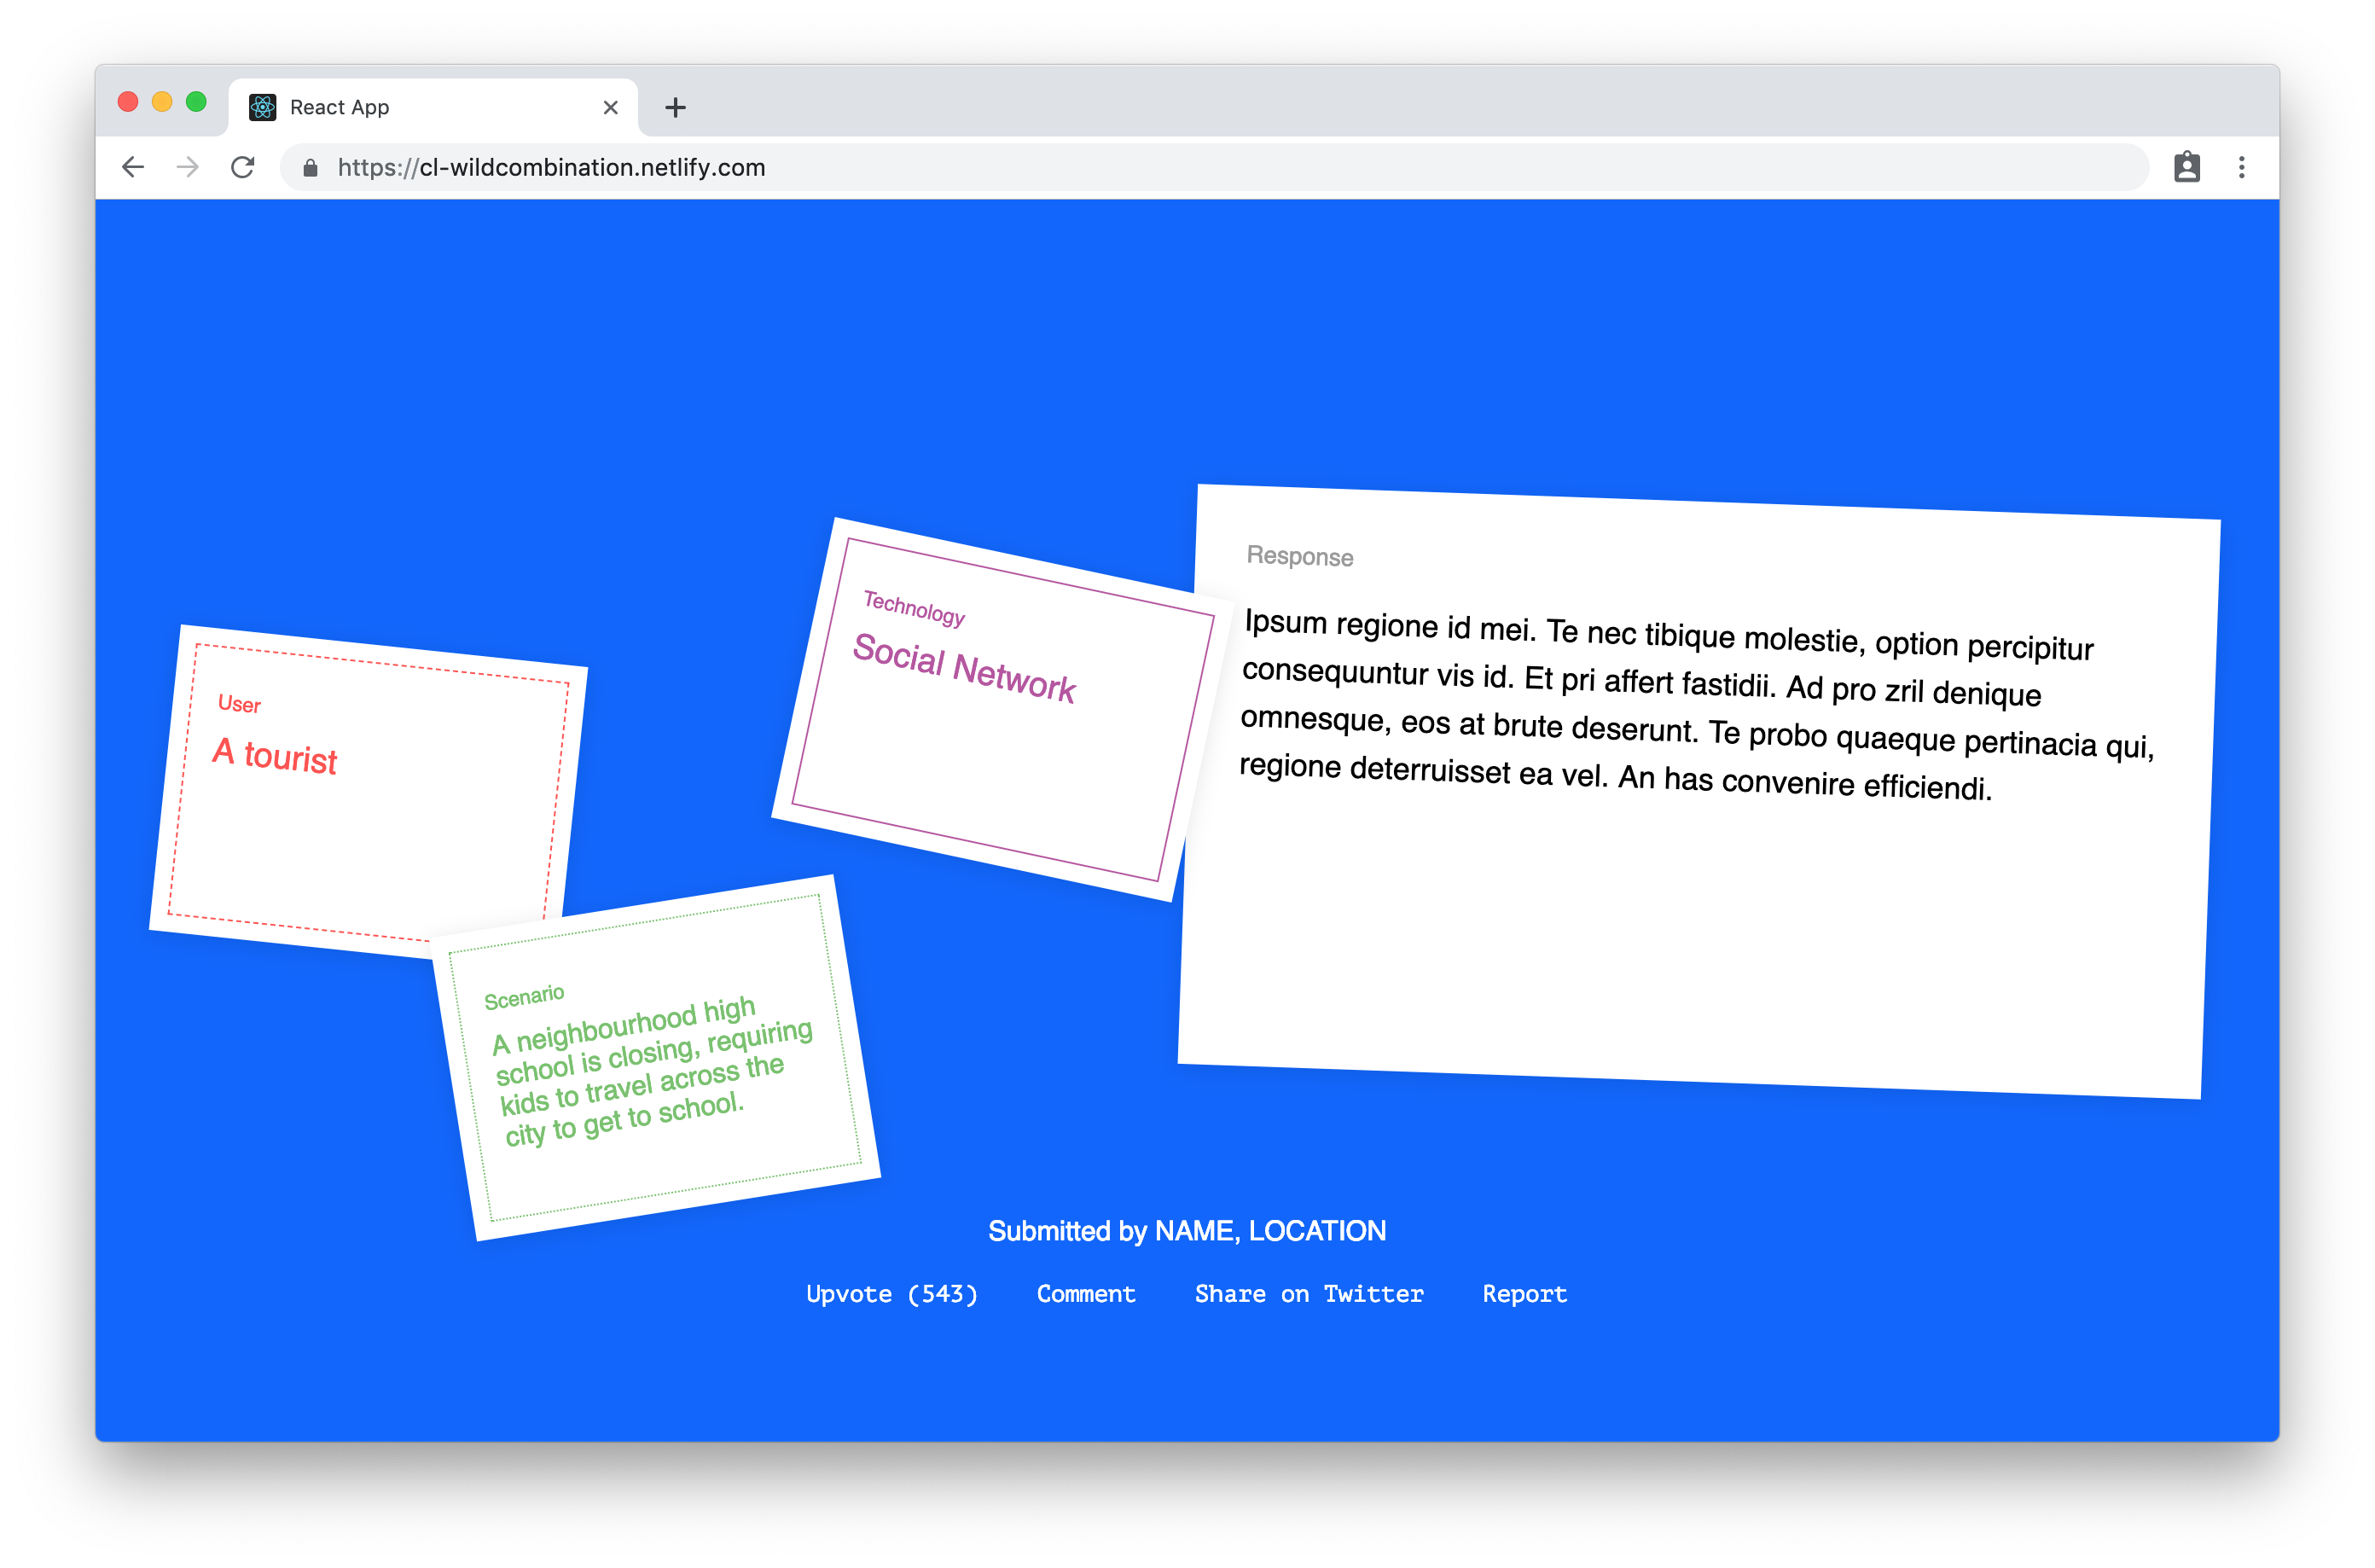 React App
https://cl-wildcombination.netlify.com
User
A tourist
Technology
Social Network
Scenario
A neighbourhood high
school is closing, requiring
kids to travel across the
city to get to school.
Response
Ipsum regione id mei. Te nec tibique molestie, option percipitur
consequuntur vis id. Et pri affert fastidii. Ad pro zril denique
omnesque, eos at brute deserunt. Te probo quaeque pertinacia qui,
regione deterruisset ea vel. An has convenire efficiendi.
Submitted by NAME, LOCATION
Upvote (543) Comment Share on Twitter Report